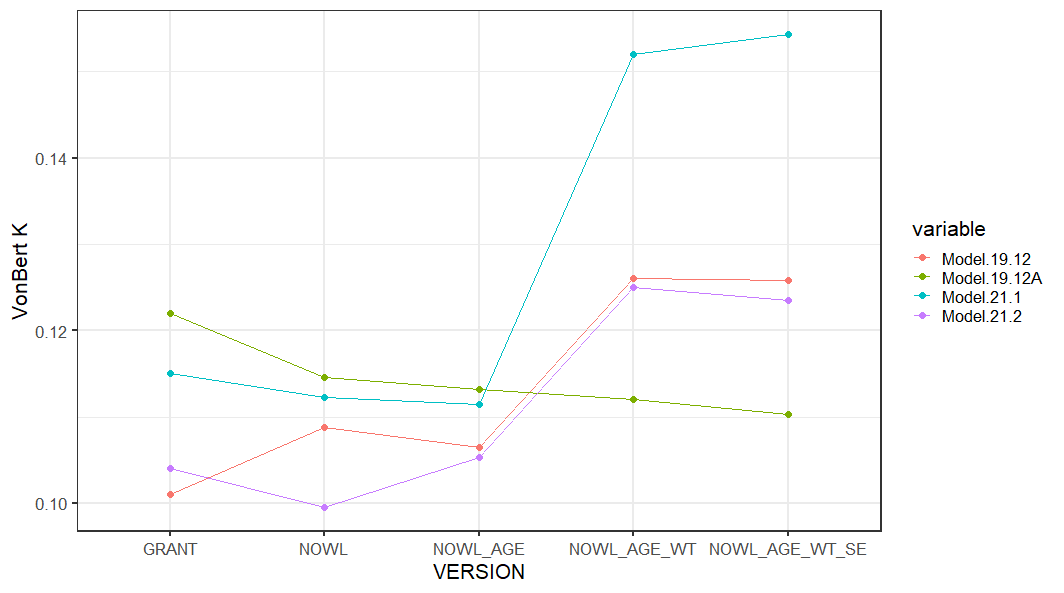 VonBert K
0.14
0.12
0.10
GRANT
NOWL
NOWL_AGE
NOWL_AGE_WT
NOWL_AGE_WT_SE
VERSION
variable
Model.19.12
Model.19.12A
Model.21.1
Model.21.2